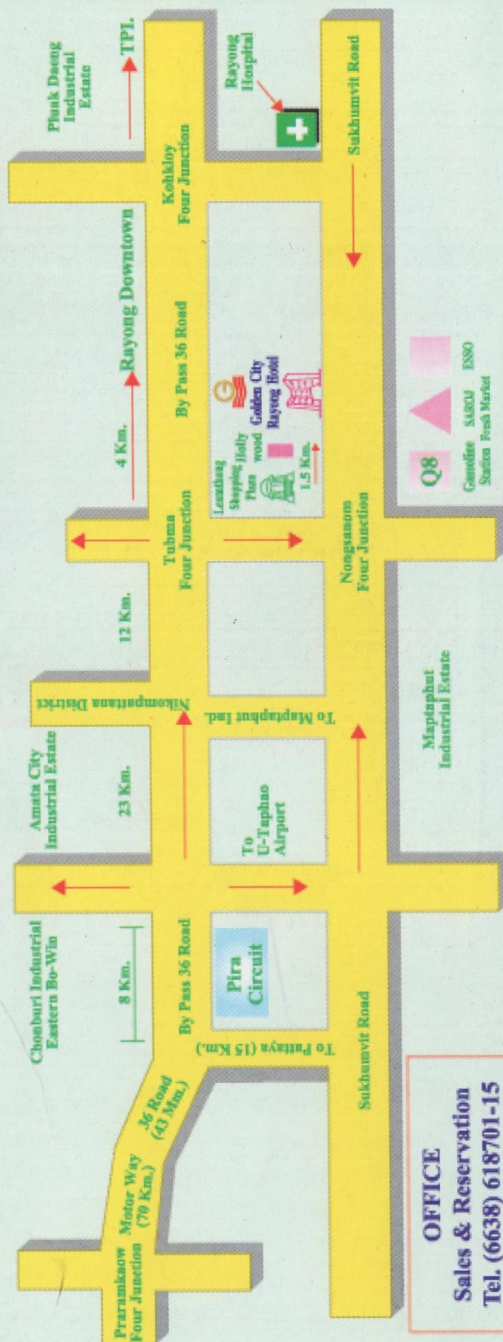 Pluak Daeng
Industrial
Estate
TPI.
Rayong
Hospital
Sukhumvit Road
Kohkloy
Four Junction
Rayong Downtown
4 Km.
By Pass 36 Road
Golden City
Rayong Hotel
Holly
wood
Leamthong
Shopping
Plaza
1.5 Km.
Tubma
Four Junction
Nongsanom
Four Junction
Q8
Gasoline
Station
SAROJ
Fresh Market
ESSO
12 Km.
Nikompattana District
To Maptaphut Ind.
Maptaphut
Industrial Estate
Amata City
Industrial Estate
23 Km.
To
U-Taphao
Airport
Chonburi Industrial
Eastern Bo-Win
8 Km.
By Pass 36 Road
Pira
Circuit
To Pattaya (15 Km.)
Sukhumvit Road
36 Road
(43 Mm.)
Motor Way
(70 Km.)
Praramkaow
Four Junction
OFFICE
Sales & Reservation
Tel. (6638) 618701-15